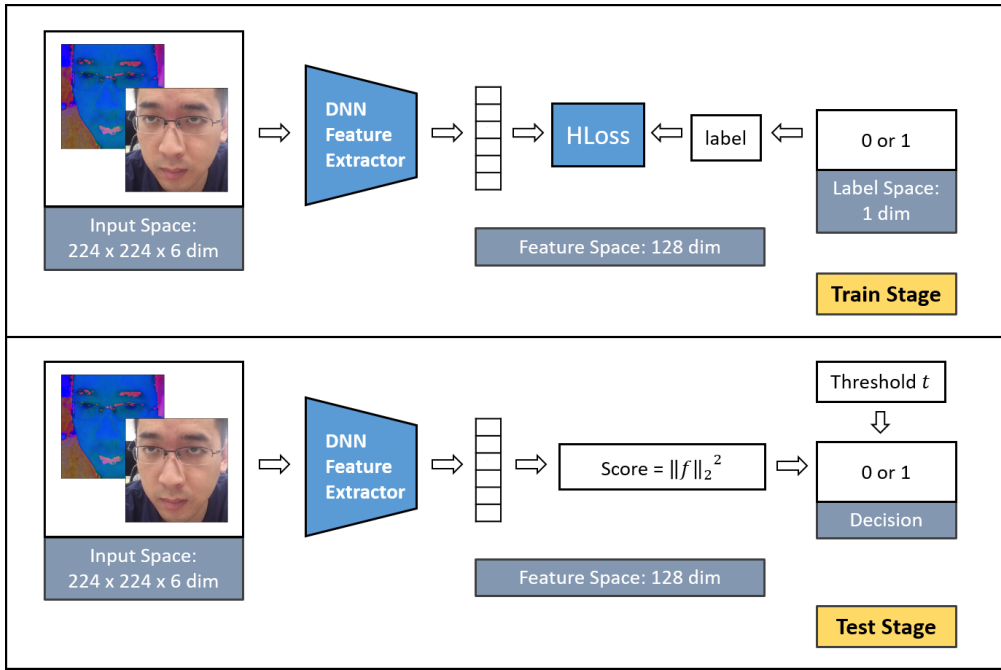 DNN
Feature
Extractor
HLoss
label
0 or 1
Label Space:
1 dim
Input Space:
224 x 224 x 6 dim
Feature Space: 128 dim
Train Stage
Threshold t
DNN
Feature
Extractor
Score = ‖f‖₂²
0 or 1
Decision
Input Space:
224 x 224 x 6 dim
Feature Space: 128 dim
Test Stage